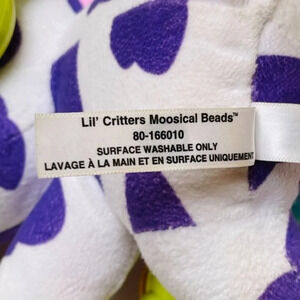 Lil' Critters Moosical Beads™
80-166010
SURFACE WASHABLE ONLY
LAVAGE À LA MAIN ET EN SURFACE UNIQUEMENT